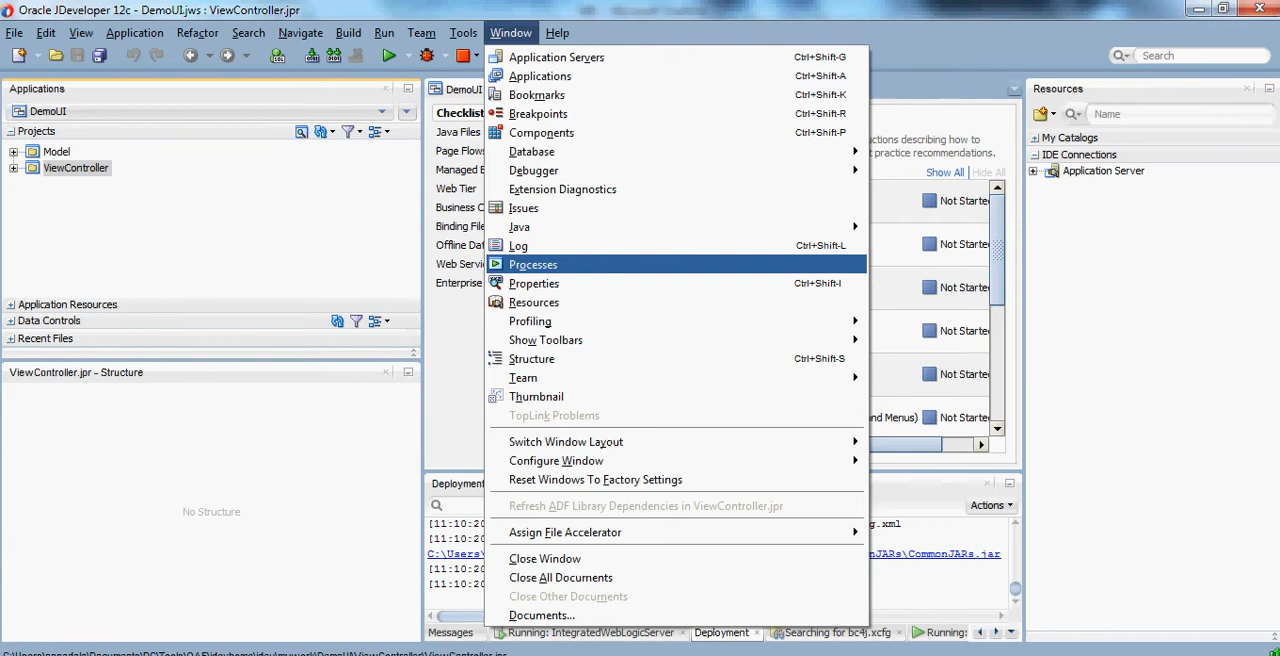 Oracle JDeveloper 12c - DemoUI.jws : ViewController.jpr
File Edit View Application Refactor Search Navigate Build Run Team Tools Window Help
Search
Applications
DemoUI
Projects
Model
ViewController
Application Resources
Data Controls
Recent Files
ViewController.jpr - Structure
No Structure
DemoUI
Checklist
Java Files
Page Flows
Managed B
Web Tier
Business C
Binding File
Offline Dat
Web Servic
Enterprise
Application Servers Ctrl+Shift-G
Applications Ctrl+Shift-A
Bookmarks Ctrl+Shift-K
Breakpoints Ctrl+Shift-R
Components Ctrl+Shift-P
Database
Debugger
Extension Diagnostics
Issues
Java
Log Ctrl+Shift-L
Processes
Properties Ctrl+Shift-I
Resources
Profiling
Show Toolbars
Structure Ctrl+Shift-S
Team
Thumbnail
TopLink Problems
Switch Window Layout
Configure Window
Reset Windows To Factory Settings
Refresh ADF Library Dependencies in ViewController.jpr
Assign File Accelerator
Close Window
Close All Documents
Close Other Documents
Documents...
uctions describing how to
t practice recommendations.
Show All | Hide All
Not Starte
Not Starte
Not Starte
Not Starte
Not Starte
and Menus) Not Starte
Resources
Name
My Catalogs
IDE Connections
Application Server
Deployment
Actions
[11:10:20 g.xml
[11:10:20
C:\Users\ onJARs\CommonJARs.jar
[11:10:20
[11:10:20
Messages Running: IntegratedWebLogicServer Deployment Searching for bc4j.xcfg Running: